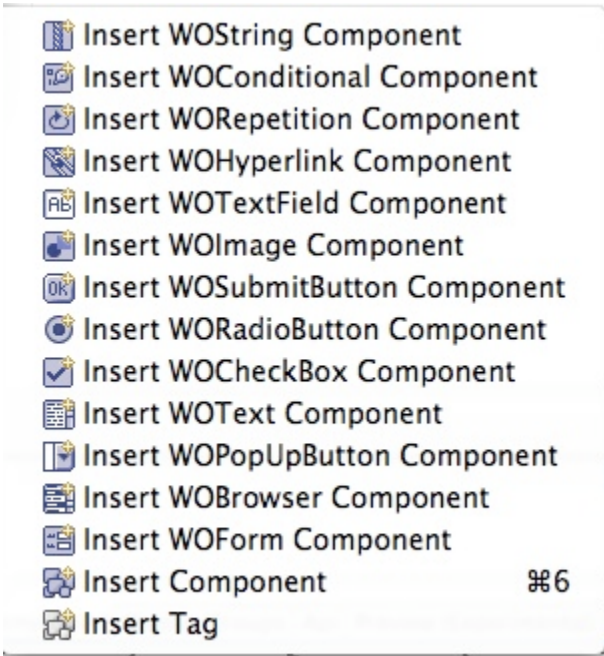 Insert WOString Component
Insert WOConditional Component
Insert WORepetition Component
Insert WOHyperlink Component
Insert WOTextField Component
Insert WOImage Component
Insert WOSubmitButton Component
Insert WORadioButton Component
Insert WOCheckBox Component
Insert WOText Component
Insert WOPopUpButton Component
Insert WOBrowser Component
Insert WOForm Component
Insert Component ⌘6
Insert Tag